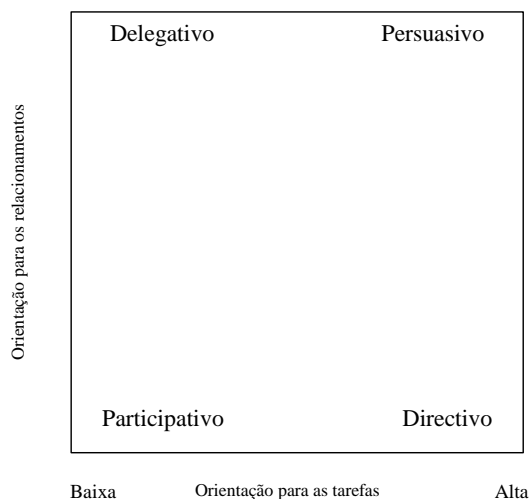 Delegativo Persuasivo
Orientação para os relacionamentos
Participativo Directivo
Baixa Orientação para as tarefas Alta